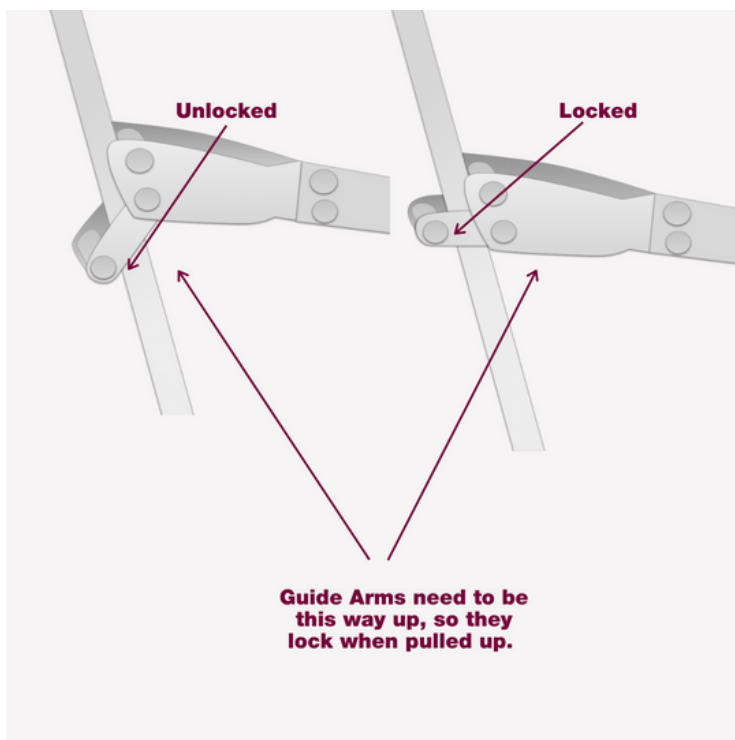 Unlocked
Locked
Guide Arms need to be
this way up, so they
lock when pulled up.